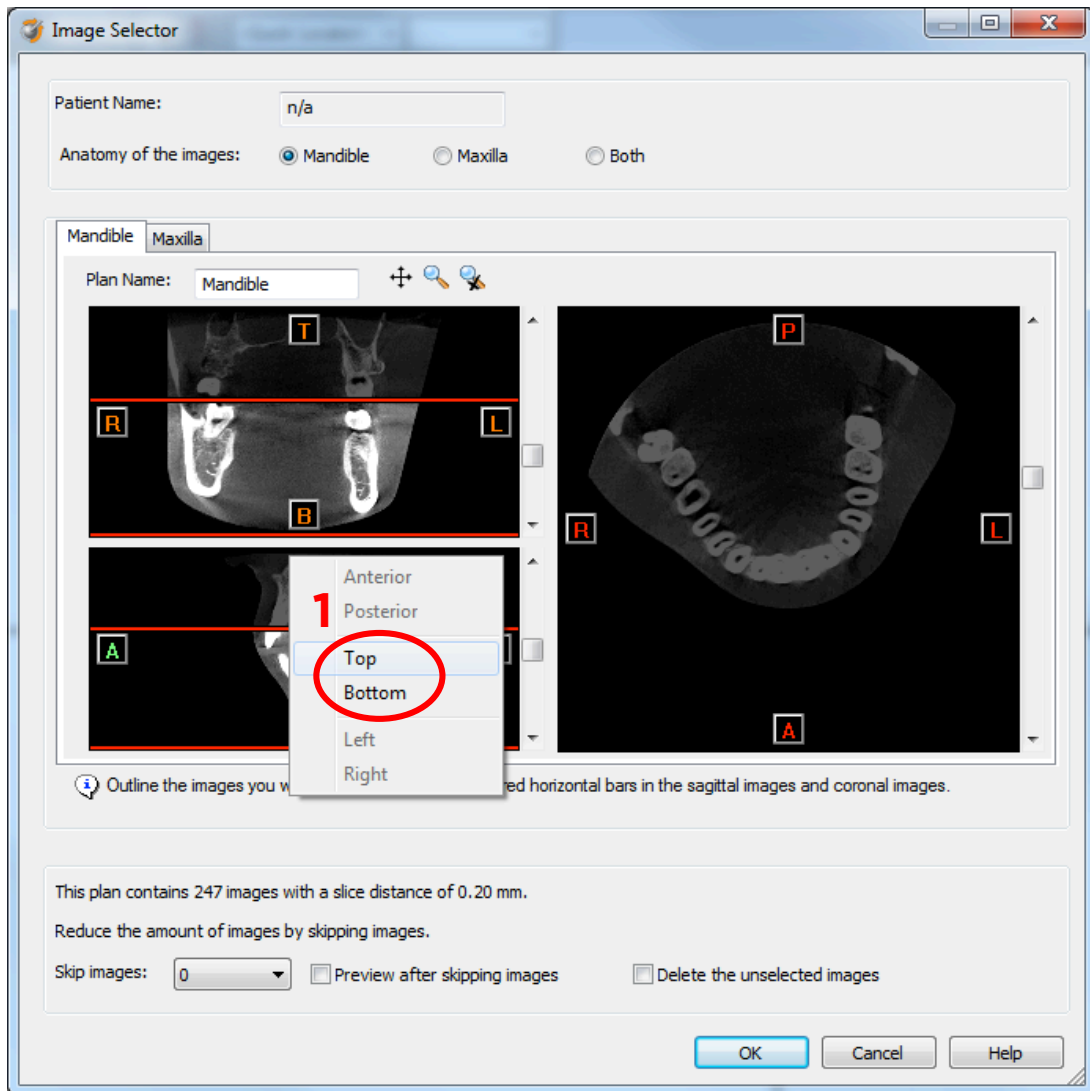 Image Selector
Patient Name: n/a
Anatomy of the images: Mandible Maxilla Both
Mandible Maxilla
Plan Name: Mandible
T
R L
B
P
R L
A
A
1
Anterior
Posterior
Top
Bottom
Left
Right
Outline the images you w
red horizontal bars in the sagittal images and coronal images.
This plan contains 247 images with a slice distance of 0.20 mm.
Reduce the amount of images by skipping images.
Skip images: 0 Preview after skipping images Delete the unselected images
OK Cancel Help